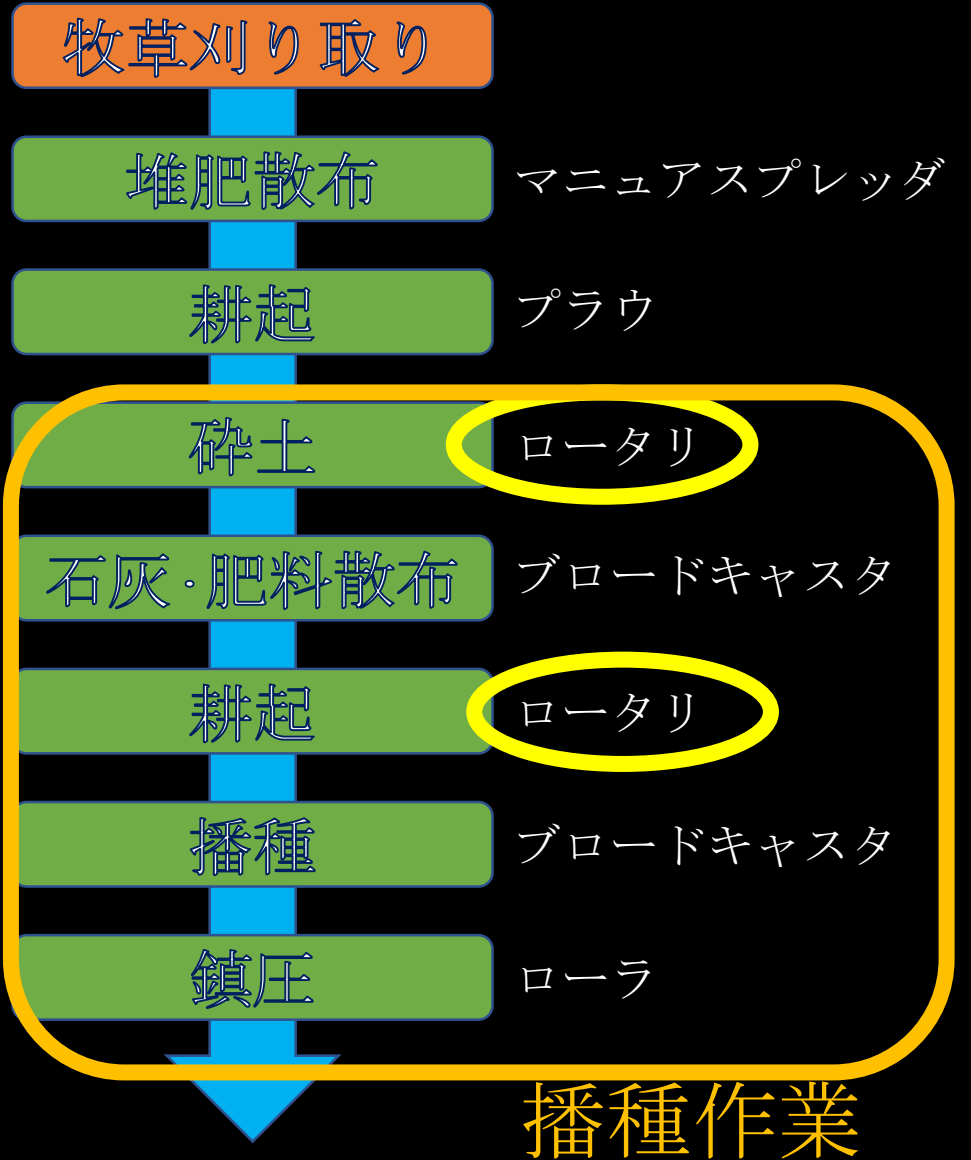 牧草刈り取り
堆肥散布 マニュアスプレッダ
耕起 プラウ
砕土 ロータリ
石灰・肥料散布 ブロードキャスタ
耕起 ロータリ
播種 ブロードキャスタ
鎮圧 ローラ
播種作業